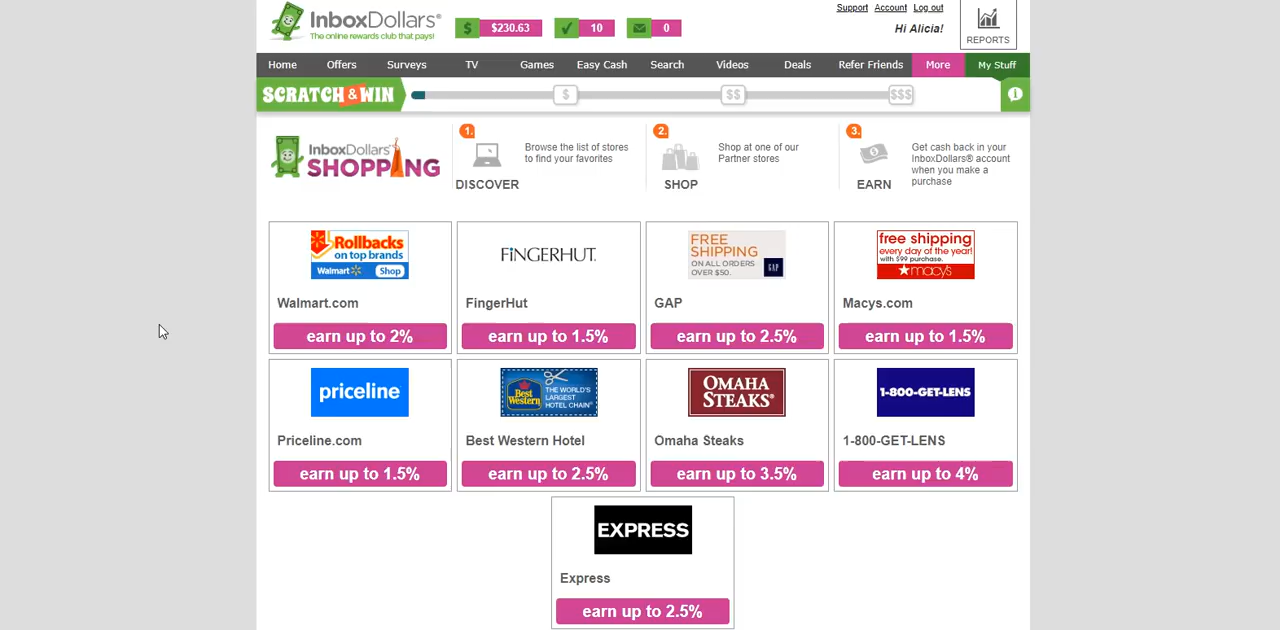 InboxDollars®
The online rewards club that pays!
$
$230.63
10
0
Support Account Log out
Hi Alicia!
REPORTS
Home Offers Surveys TV Games Easy Cash Search Videos Deals Refer Friends More My Stuff
SCRATCH & WIN
$
$$
$$$
i
InboxDollars
SHOPPING
1.
Browse the list of stores
to find your favorites
DISCOVER
2.
Shop at one of our
Partner stores
SHOP
3.
Get cash back in your
InboxDollars® account
when you make a
purchase
EARN
Rollbacks
on top brands
Walmart Shop
Walmart.com
earn up to 2%
FINGERHUT.
FingerHut
earn up to 1.5%
FREE
SHIPPING
ON ALL ORDERS
OVER $50.
GAP
GAP
earn up to 2.5%
free shipping
every day of the year!
with $99 purchase.
★macy's
Macys.com
earn up to 1.5%
priceline
Priceline.com
earn up to 1.5%
Best
Western
THE WORLD'S
LARGEST
HOTEL CHAIN®
Best Western Hotel
earn up to 2.5%
OMAHA
STEAKS®
Omaha Steaks
earn up to 3.5%
1-800-GET-LENS
1-800-GET-LENS
earn up to 4%
EXPRESS
Express
earn up to 2.5%